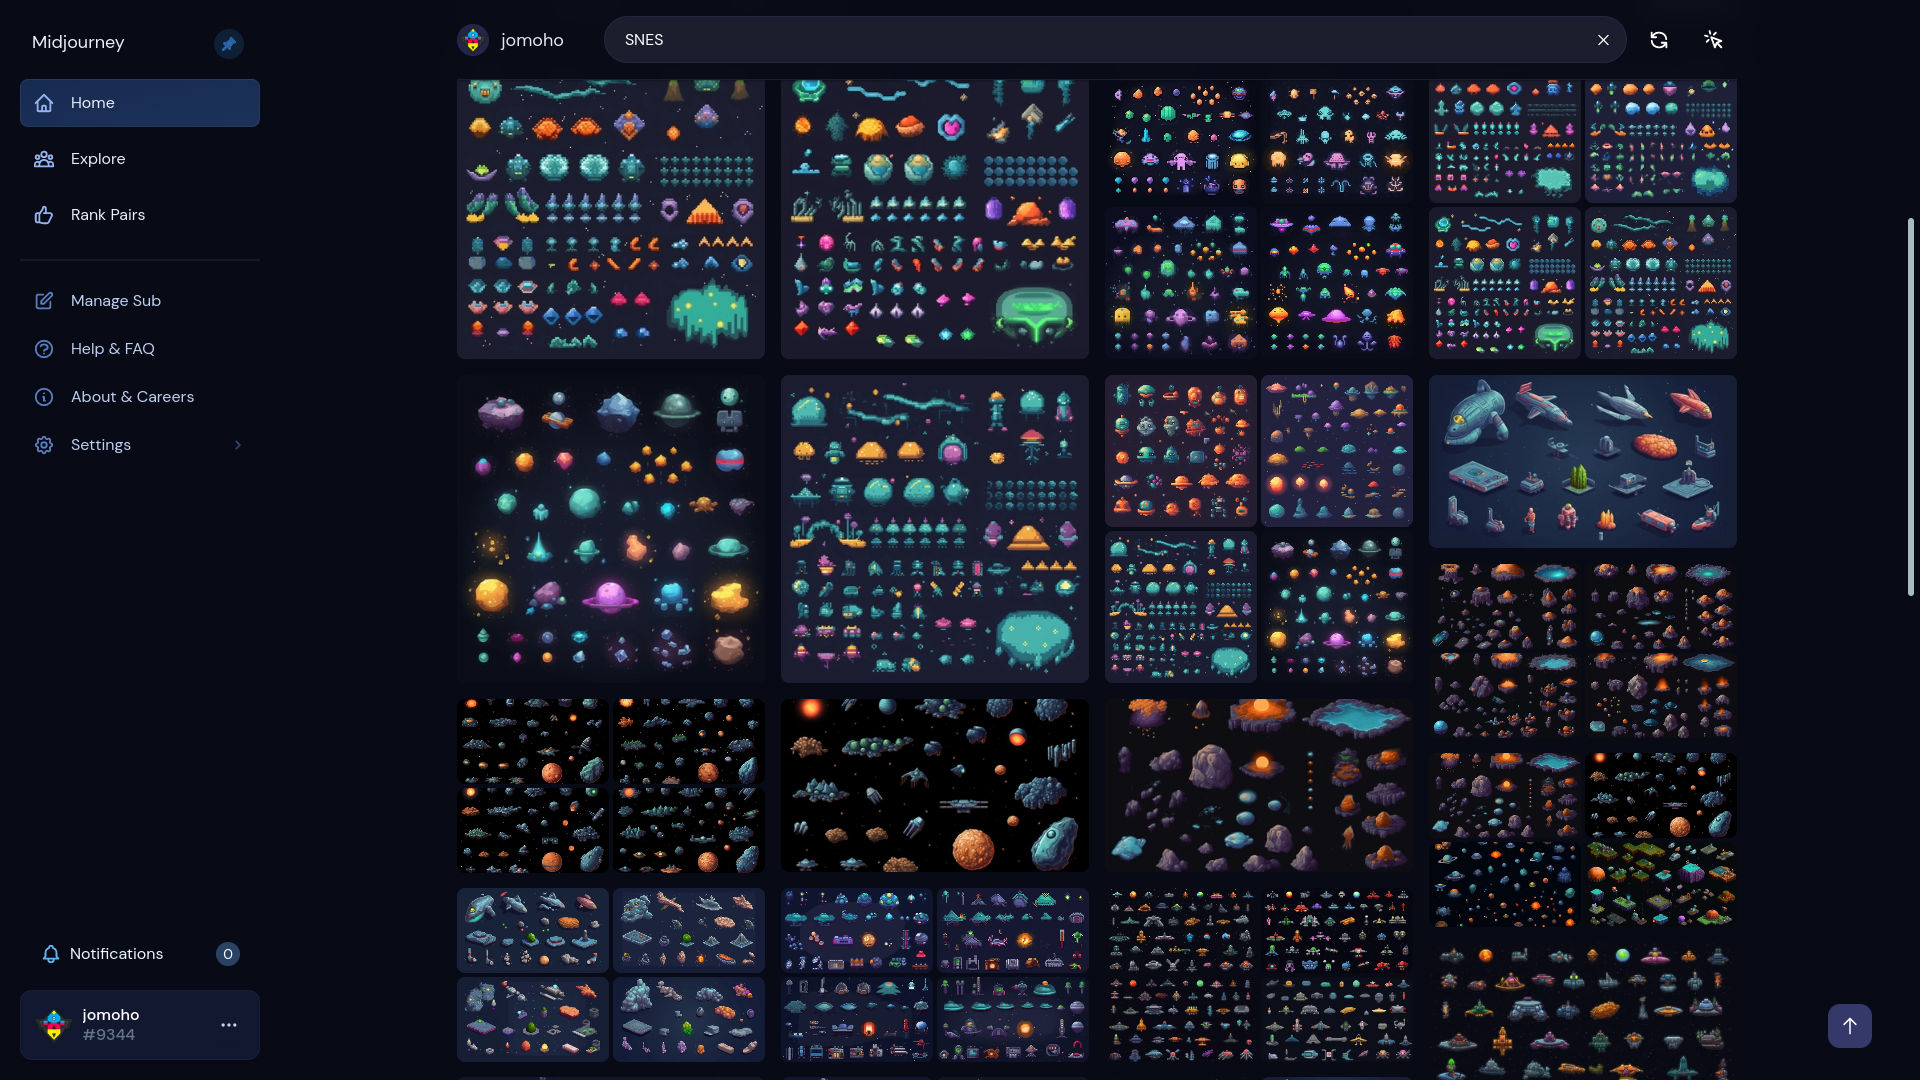 Midjourney
jomoho
SNES
Home
Explore
Rank Pairs
Manage Sub
Help & FAQ
About & Careers
Settings
Notifications
0
jomoho
#9344